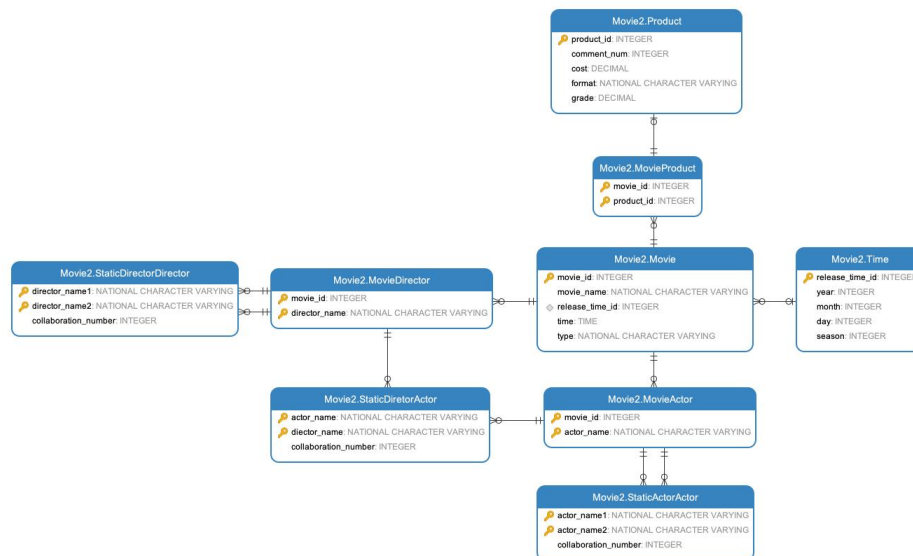 Movie2.Product
product_id: INTEGER
comment_num: INTEGER
cost: DECIMAL
format: NATIONAL CHARACTER VARYING
grade: DECIMAL
Movie2.MovieProduct
movie_id: INTEGER
product_id: INTEGER
Movie2.StaticDirectorDirector
director_name1: NATIONAL CHARACTER VARYING
director_name2: NATIONAL CHARACTER VARYING
collaboration_number: INTEGER
Movie2.MovieDirector
movie_id: INTEGER
director_name: NATIONAL CHARACTER VARYING
Movie2.Movie
movie_id: INTEGER
movie_name: NATIONAL CHARACTER VARYING
release_time_id: INTEGER
time: TIME
type: NATIONAL CHARACTER VARYING
Movie2.Time
release_time_id: INTEGER
year: INTEGER
month: INTEGER
day: INTEGER
season: INTEGER
Movie2.StaticDiretorActor
actor_name: NATIONAL CHARACTER VARYING
diector_name: NATIONAL CHARACTER VARYING
collaboration_number: INTEGER
Movie2.MovieActor
movie_id: INTEGER
actor_name: NATIONAL CHARACTER VARYING
Movie2.StaticActorActor
actor_name1: NATIONAL CHARACTER VARYING
actor_name2: NATIONAL CHARACTER VARYING
collaboration_number: INTEGER